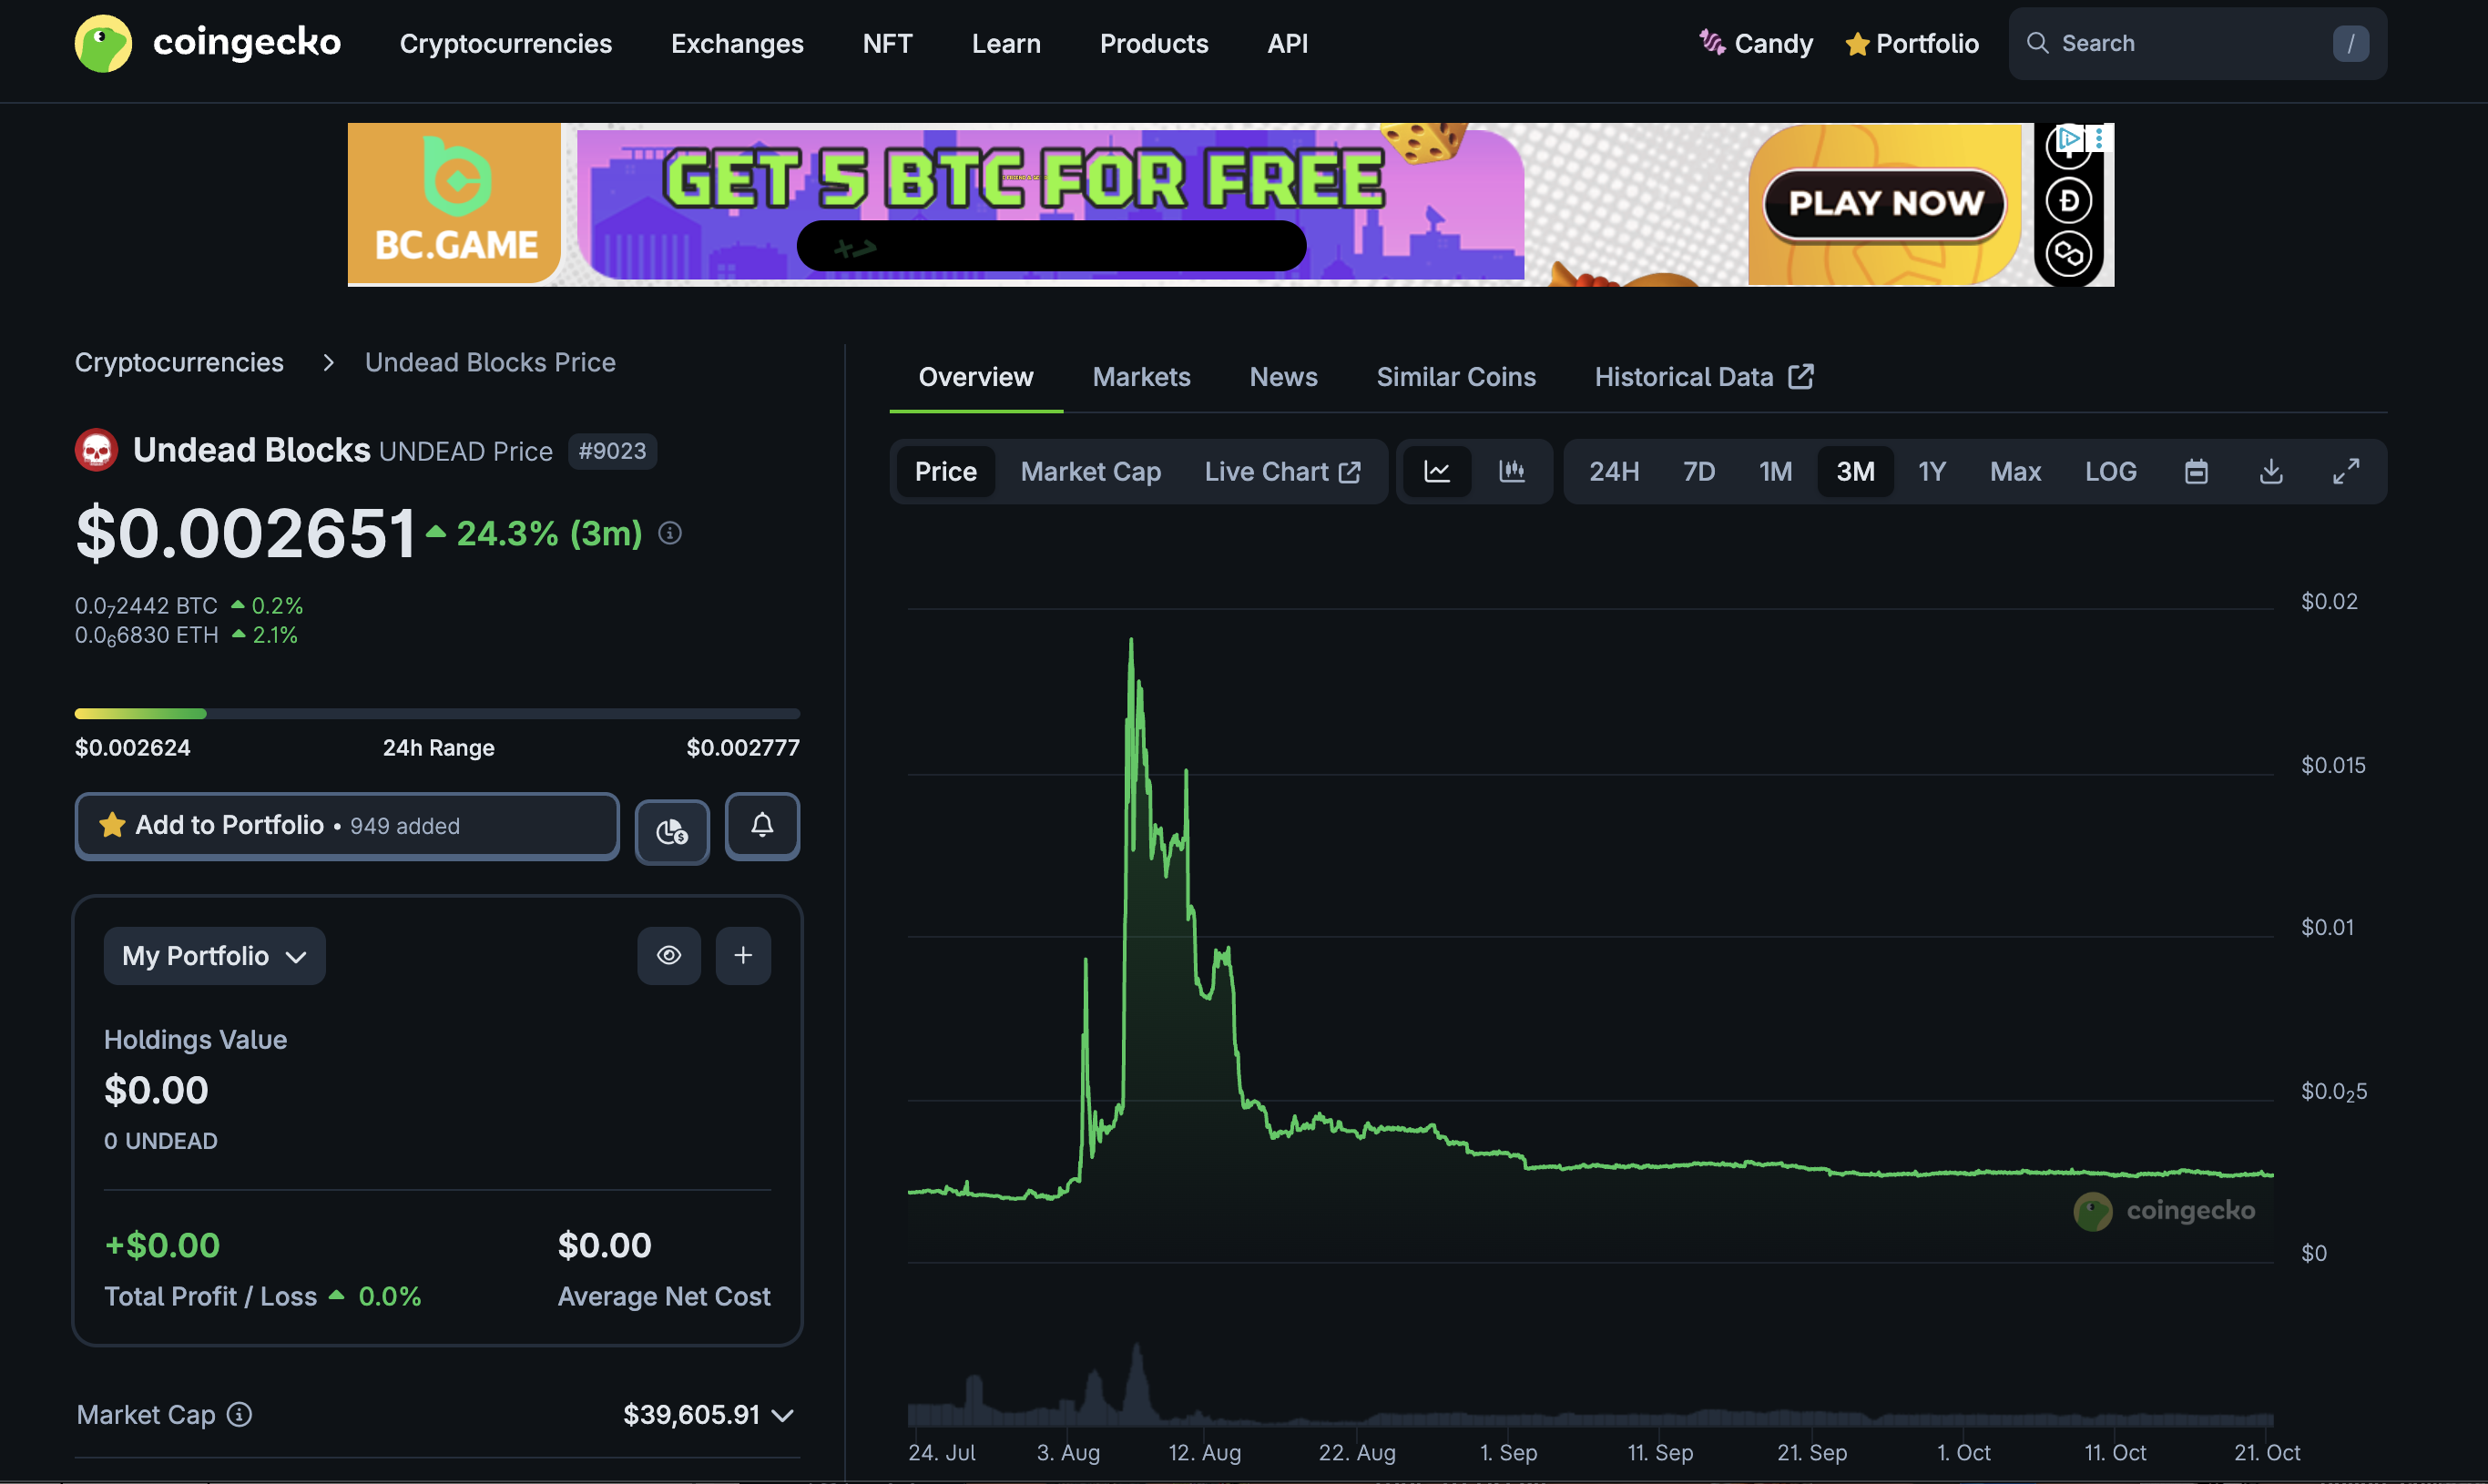 coingecko Cryptocurrencies Exchanges NFT Learn Products API Candy Portfolio Search /
GET 5 BTC FOR FREE
BC.GAME
PLAY NOW
Cryptocurrencies > Undead Blocks Price
Undead Blocks UNDEAD Price #9023
$0.002651 24.3% (3m)
0.0₇2442 BTC 0.2%
0.0₆6830 ETH 2.1%
$0.002624 24h Range $0.002777
Add to Portfolio • 949 added
My Portfolio
Holdings Value
$0.00
0 UNDEAD
+$0.00 $0.00
Total Profit / Loss 0.0% Average Net Cost
Market Cap $39,605.91
Overview Markets News Similar Coins Historical Data
Price Market Cap Live Chart 24H 7D 1M 3M 1Y Max LOG
$0.02
$0.015
$0.01
$0.0₂5
coingecko
$0
24. Jul 3. Aug 12. Aug 22. Aug 1. Sep 11. Sep 21. Sep 1. Oct 11. Oct 21. Oct